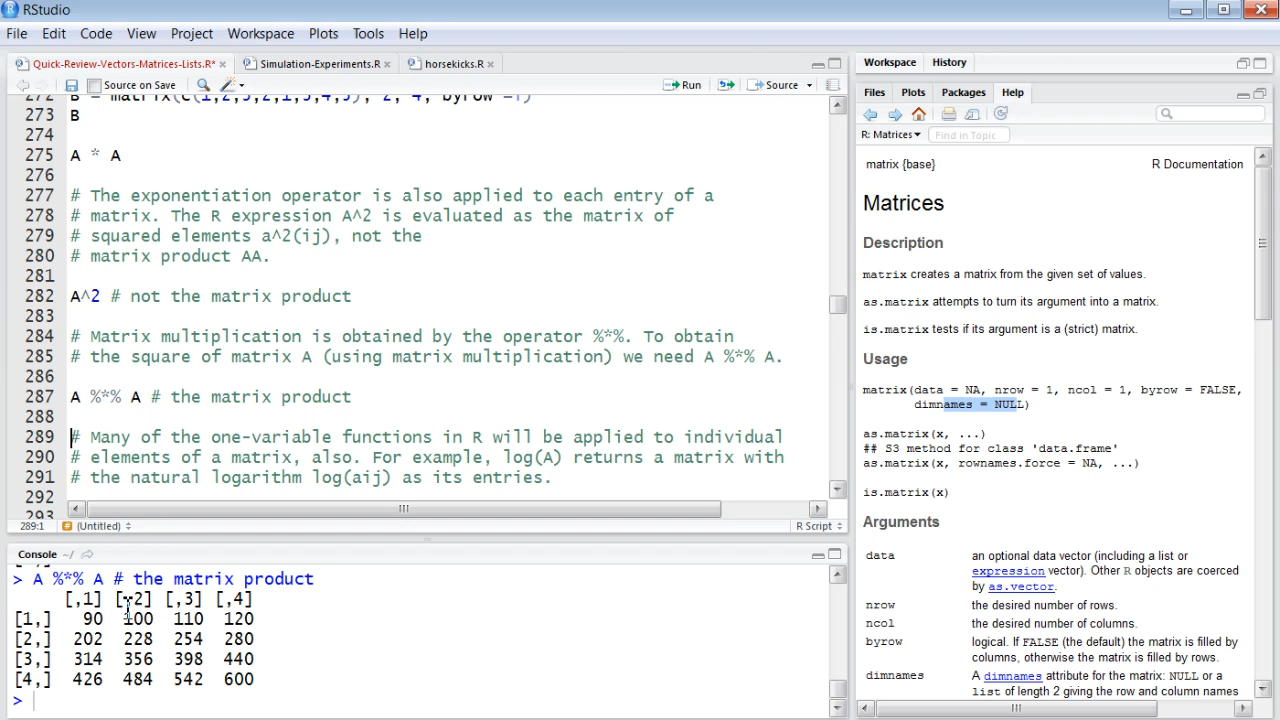 RStudio
File Edit Code View Project Workspace Plots Tools Help
Quick-Review-Vectors-Matrices-Lists.R* × Simulation-Experiments.R × horsekicks.R ×
Source on Save Run Source
272 B = matrix(c(1,2,3,2,1,3,4,5), 2, 4, byrow =T)
273 B
274
275 A * A
276
277 # The exponentiation operator is also applied to each entry of a
278 # matrix. The R expression A^2 is evaluated as the matrix of
279 # squared elements a^2(ij), not the
280 # matrix product AA.
281
282 A^2 # not the matrix product
283
284 # Matrix multiplication is obtained by the operator %*%. To obtain
285 # the square of matrix A (using matrix multiplication) we need A %*% A.
286
287 A %*% A # the matrix product
288
289 # Many of the one-variable functions in R will be applied to individual
290 # elements of a matrix, also. For example, log(A) returns a matrix with
291 # the natural logarithm log(aij) as its entries.
292
293
289:1 (Untitled) R Script
Console ~/
> A %*% A # the matrix product
[,1] [,2] [,3] [,4]
[1,] 90 100 110 120
[2,] 202 228 254 280
[3,] 314 356 398 440
[4,] 426 484 542 600
>
Workspace History
Files Plots Packages Help
R: Matrices Find in Topic
matrix {base} R Documentation
Matrices
Description
matrix creates a matrix from the given set of values.
as.matrix attempts to turn its argument into a matrix.
is.matrix tests if its argument is a (strict) matrix.
Usage
matrix(data = NA, nrow = 1, ncol = 1, byrow = FALSE,
dimnames = NULL)
as.matrix(x, ...)
## S3 method for class 'data.frame'
as.matrix(x, rownames.force = NA, ...)
is.matrix(x)
Arguments
data an optional data vector (including a list or
expression vector). Other R objects are coerced
by as.vector.
nrow the desired number of rows.
ncol the desired number of columns.
byrow logical. If FALSE (the default) the matrix is filled by
columns, otherwise the matrix is filled by rows.
dimnames A dimnames attribute for the matrix: NULL or a
list of length 2 giving the row and column names